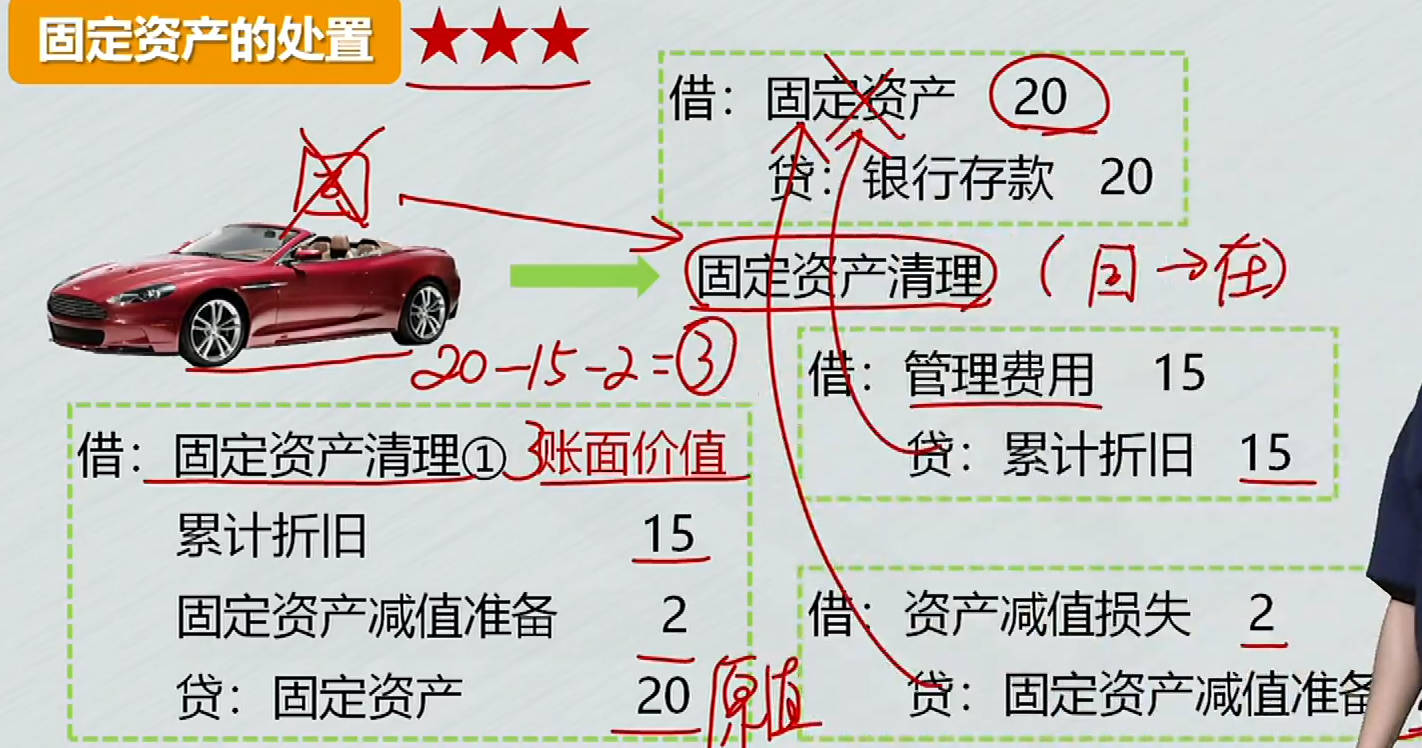 固定资产的处置
借：固定资产 20
贷：银行存款 20
固
固定资产清理 (固→在)
20-15-2=③
借：管理费用 15
贷：累计折旧 15
借：固定资产清理① 3 账面价值
累计折旧 15
固定资产减值准备 2
贷：固定资产 20 原值
借：资产减值损失 2
贷：固定资产减值准备